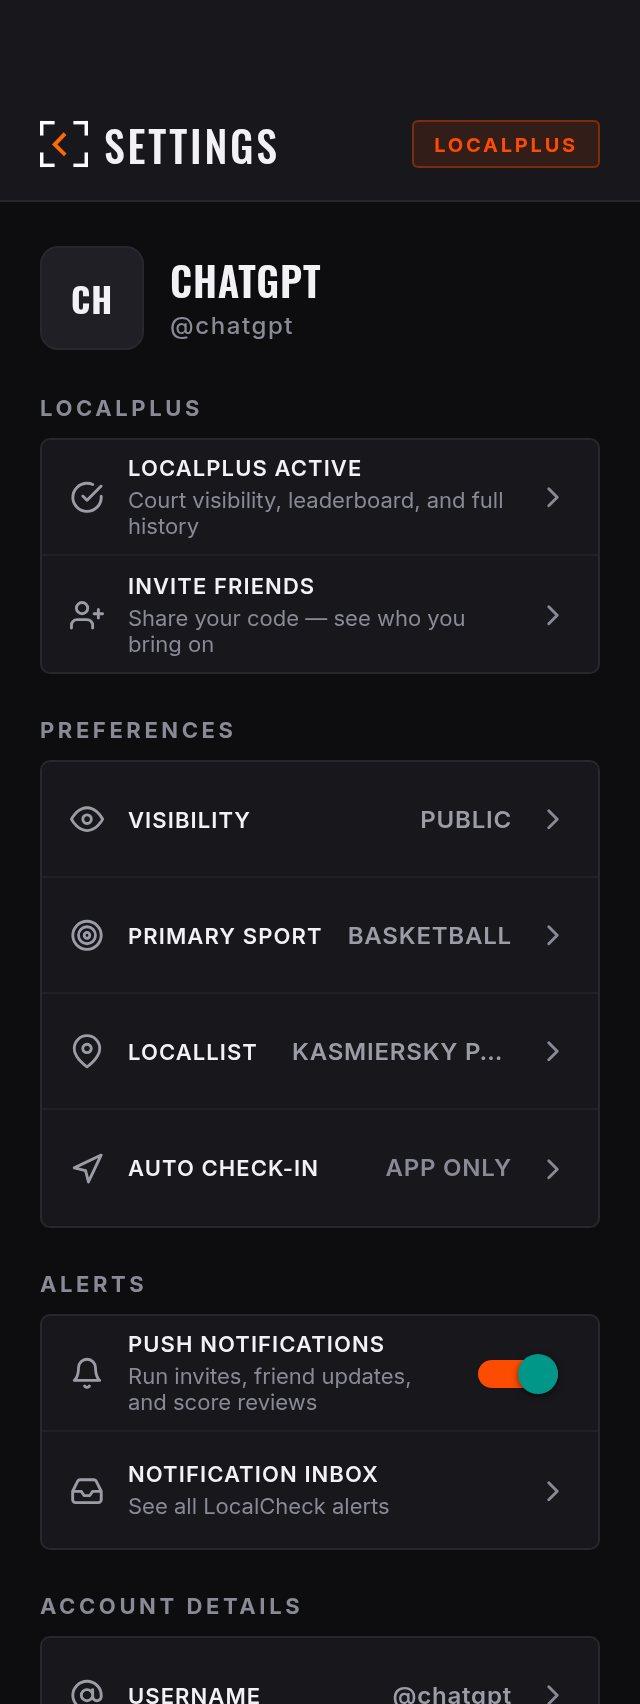 SETTINGS
LOCALPLUS
CH
CHATGPT
@chatgpt
LOCALPLUS
LOCALPLUS ACTIVE
Court visibility, leaderboard, and full
history
INVITE FRIENDS
Share your code — see who you
bring on
PREFERENCES
VISIBILITY PUBLIC
PRIMARY SPORT BASKETBALL
LOCALLIST KASMIERSKY P...
AUTO CHECK-IN APP ONLY
ALERTS
PUSH NOTIFICATIONS
Run invites, friend updates,
and score reviews
NOTIFICATION INBOX
See all LocalCheck alerts
ACCOUNT DETAILS
USERNAME @chatgpt